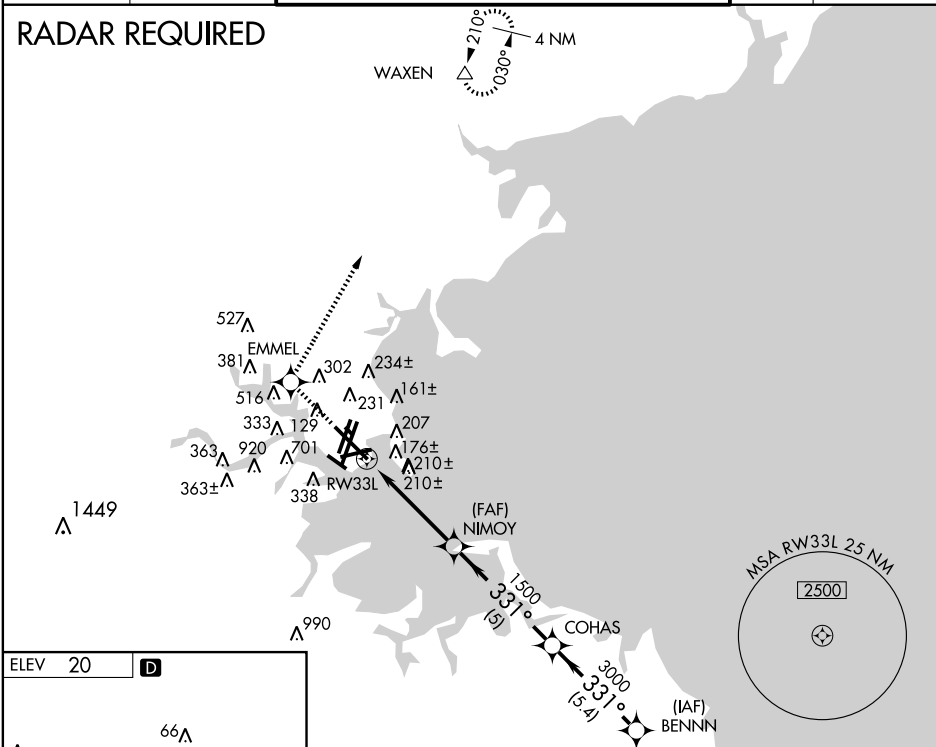 RADAR REQUIRED
210°
4 NM
WAXEN
030°
527
EMMEL
381
302
234±
516
231
161±
333
129
207
363
920
701
176±
210±
363±
338
RW33L
210±
1449
(FAF)
NIMOY
MSA RW33L 25 NM
1500
331°
(5)
2500
990
COHAS
3000
331°
(5.4)
(IAF)
BENNN
ELEV 20
D
66